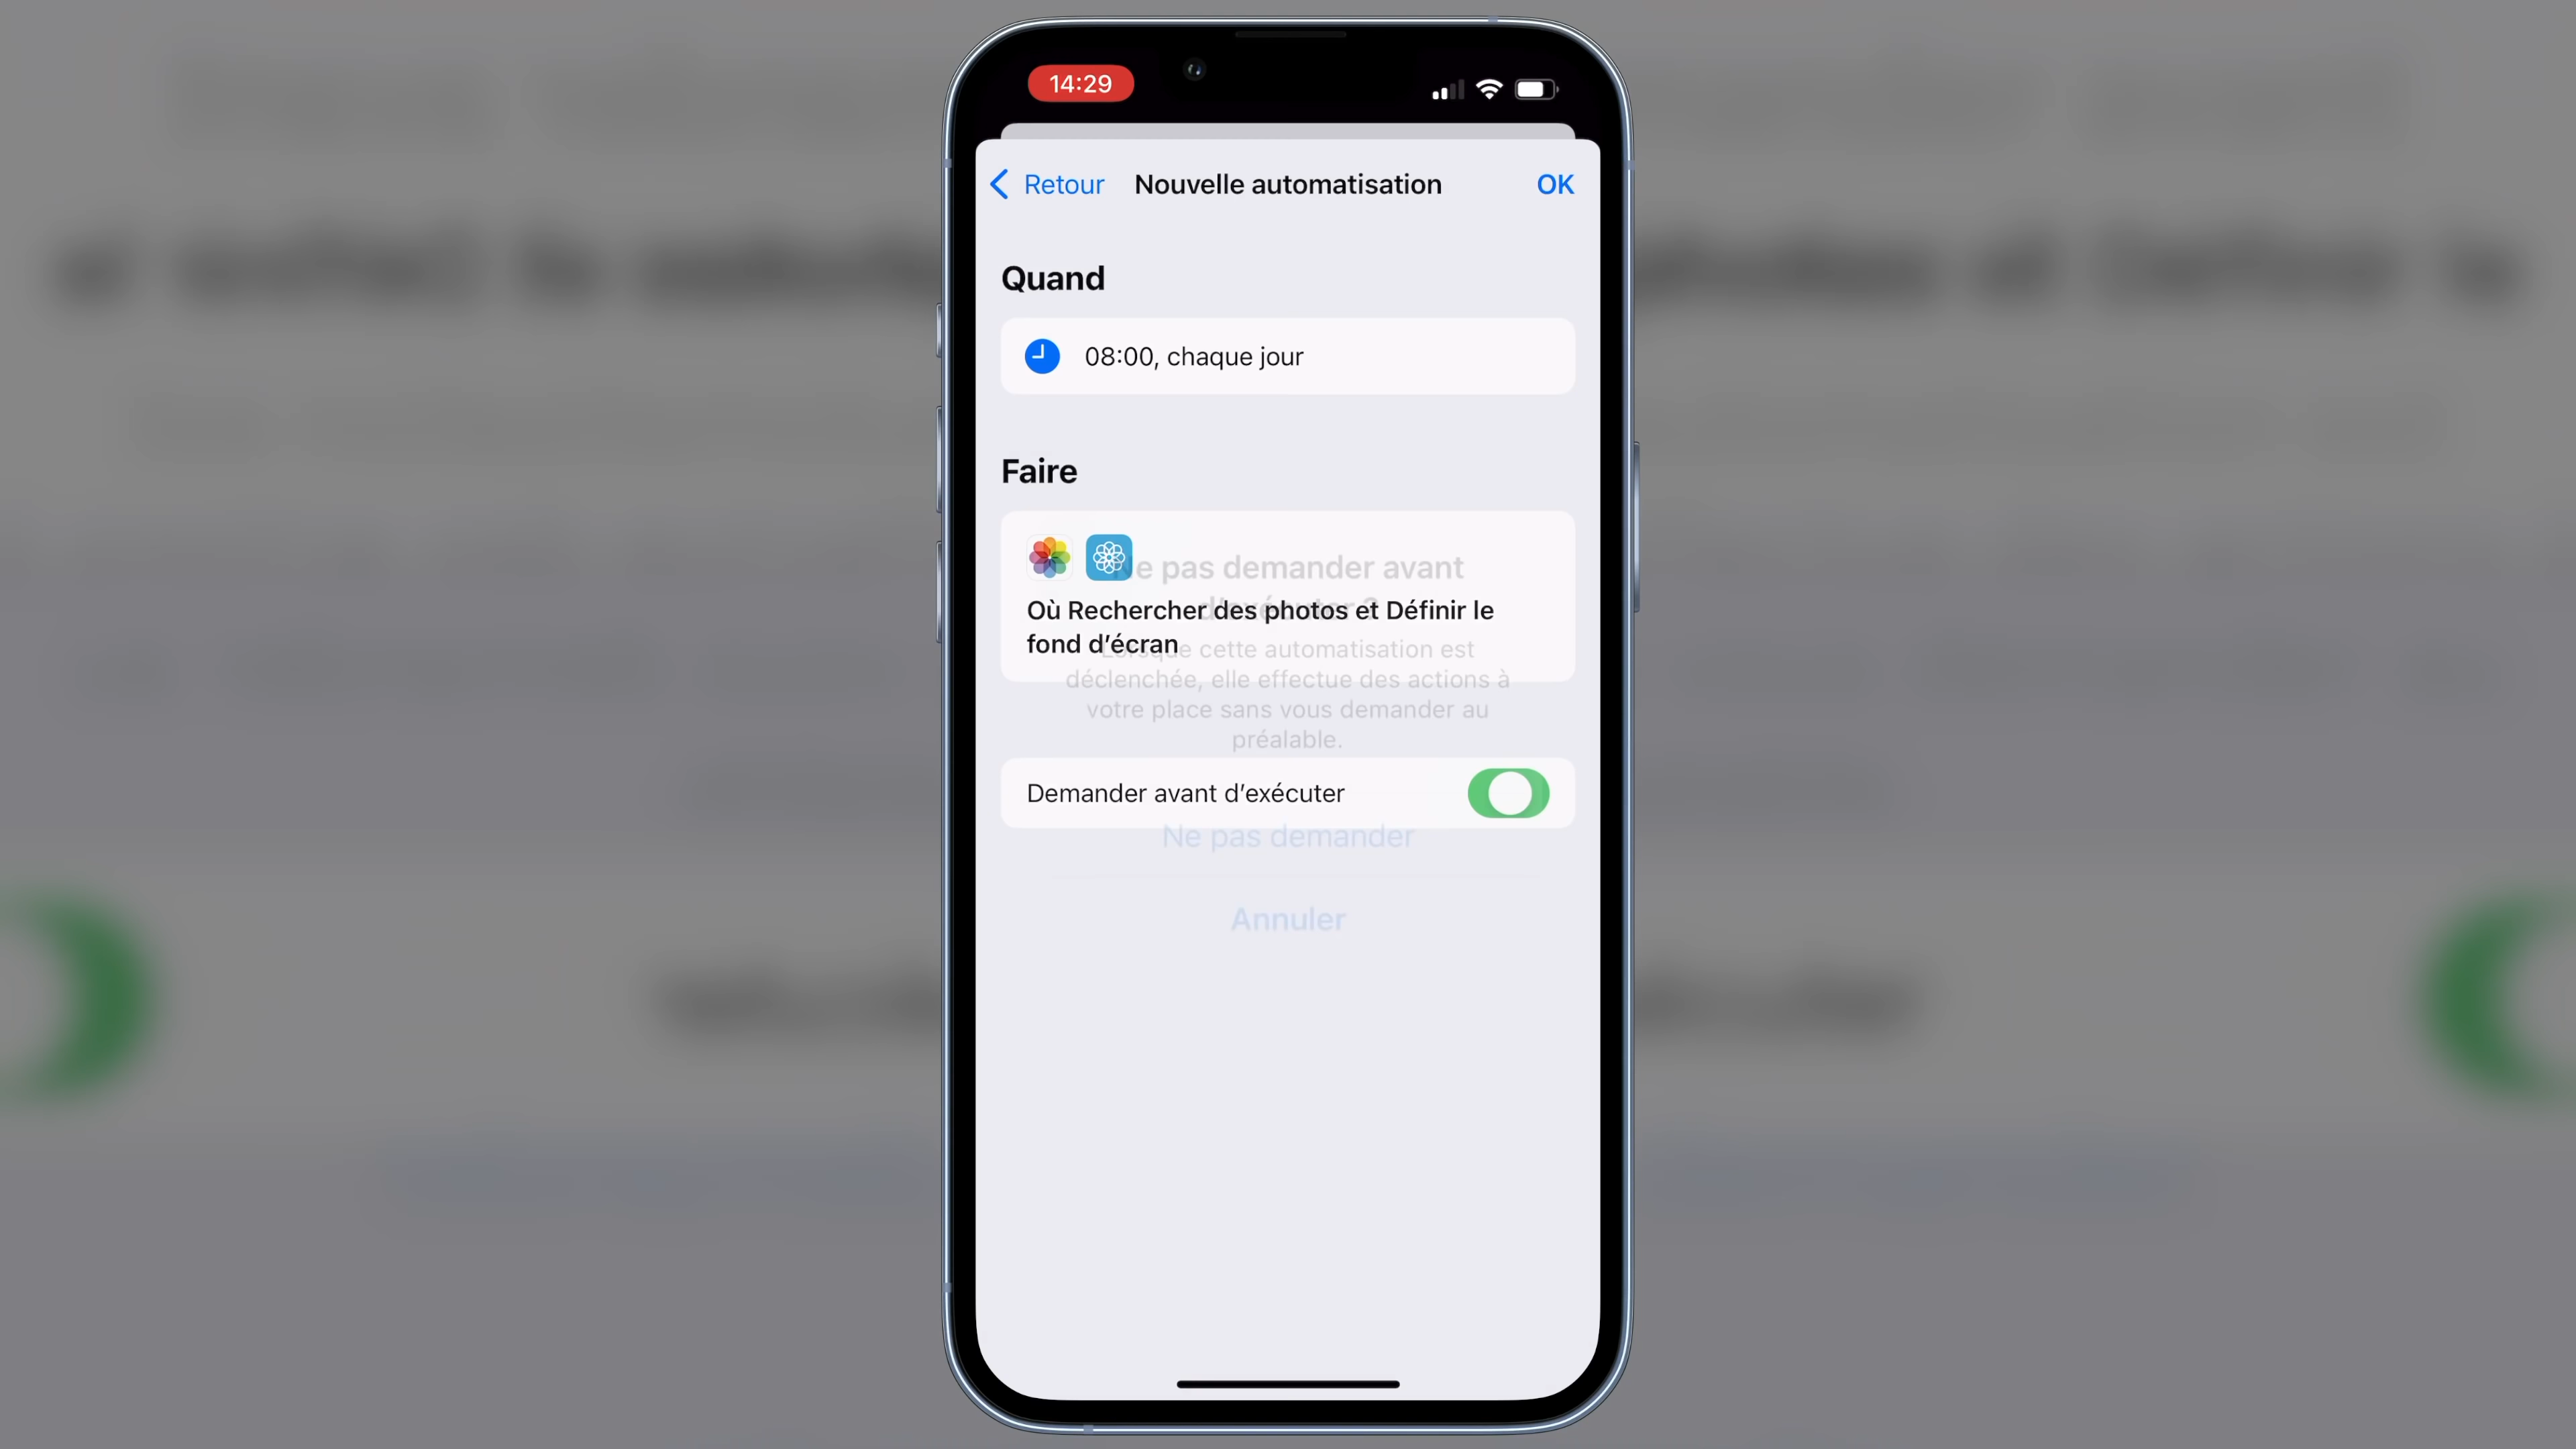 14:29
Retour
Nouvelle automatisation
OK
Quand
08:00, chaque jour
Faire
Ne pas demander avant
d'exécuter ?
Où Rechercher des photos et Définir le
fond d'écran
Lorsque cette automatisation est
déclenchée, elle effectue des actions à
votre place sans vous demander au
préalable.
Demander avant d'exécuter
Ne pas demander
Annuler